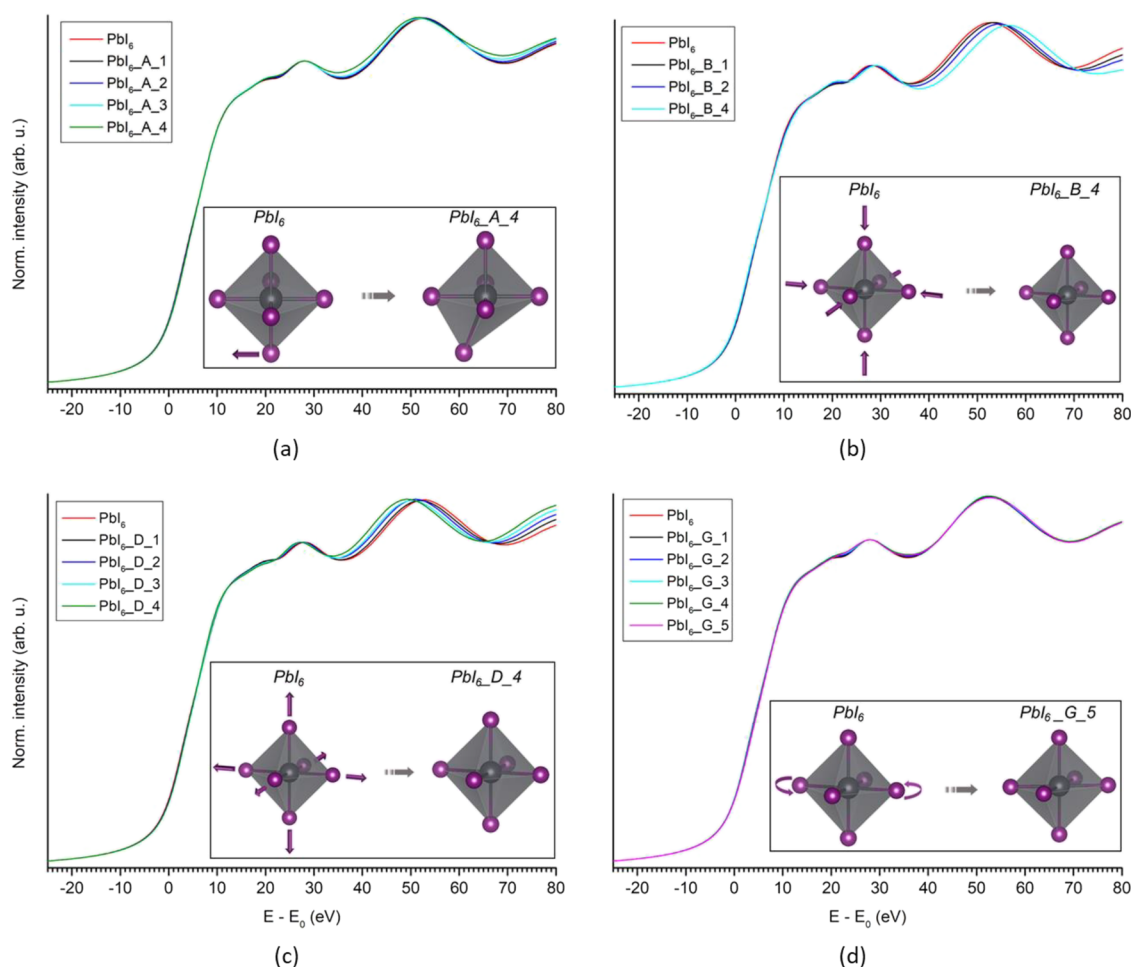 PbI6
PbI6_A_1
PbI6_A_2
PbI6_A_3
PbI6_A_4
Norm. intensity (arb. u.)
PbI6
PbI6_A_4
-20 -10 0 10 20 30 40 50 60 70 80
(a)
PbI6
PbI6_B_1
PbI6_B_2
PbI6_B_4
PbI6
PbI6_B_4
-20 -10 0 10 20 30 40 50 60 70 80
(b)
PbI6
PbI6_D_1
PbI6_D_2
PbI6_D_3
PbI6_D_4
Norm. intensity (arb. u.)
PbI6
PbI6_D_4
-20 -10 0 10 20 30 40 50 60 70 80
E - E0 (eV)
(c)
PbI6
PbI6_G_1
PbI6_G_2
PbI6_G_3
PbI6_G_4
PbI6_G_5
PbI6
PbI6_G_5
-20 -10 0 10 20 30 40 50 60 70 80
E - E0 (eV)
(d)